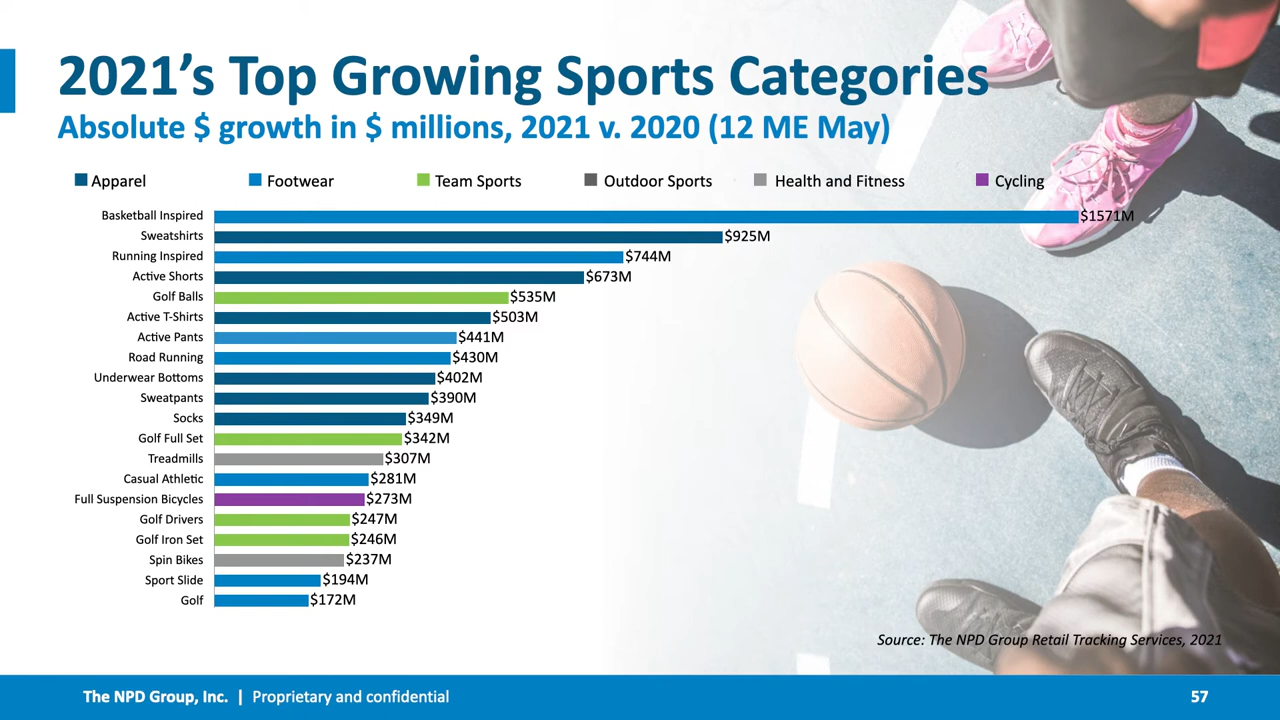 2021’s Top Growing Sports Categories
Absolute $ growth in $ millions, 2021 v. 2020 (12 ME May)
Apparel Footwear Team Sports Outdoor Sports Health and Fitness Cycling
Basketball Inspired $1571M
Sweatshirts $925M
Running Inspired $744M
Active Shorts $673M
Golf Balls $535M
Active T-Shirts $503M
Active Pants $441M
Road Running $430M
Underwear Bottoms $402M
Sweatpants $390M
Socks $349M
Golf Full Set $342M
Treadmills $307M
Casual Athletic $281M
Full Suspension Bicycles $273M
Golf Drivers $247M
Golf Iron Set $246M
Spin Bikes $237M
Sport Slide $194M
Golf $172M
Source: The NPD Group Retail Tracking Services, 2021
The NPD Group, Inc. | Proprietary and confidential 57